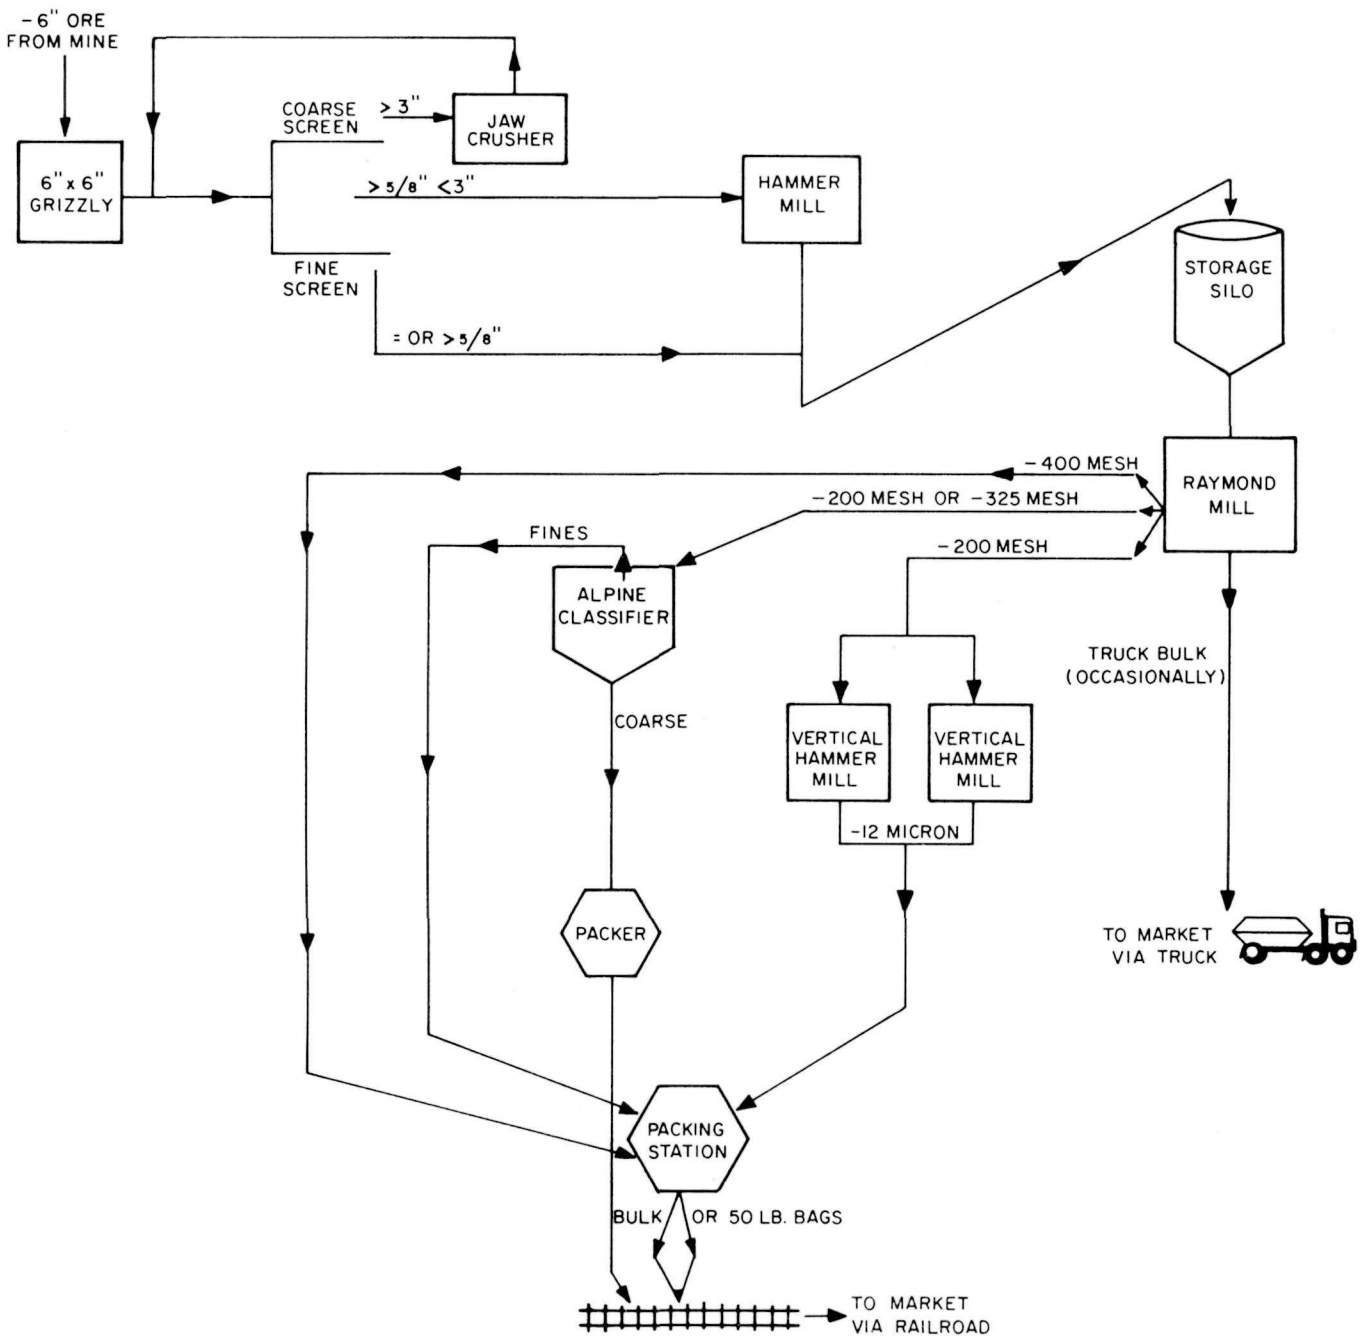 -6" ORE
FROM MINE
6" x 6"
GRIZZLY
COARSE
SCREEN
> 3"
JAW
CRUSHER
> 5/8" < 3"
HAMMER
MILL
FINE
SCREEN
= OR > 5/8"
STORAGE
SILO
RAYMOND
MILL
-400 MESH
-200 MESH OR -325 MESH
-200 MESH
FINES
ALPINE
CLASSIFIER
COARSE
TRUCK BULK
(OCCASIONALLY)
VERTICAL
HAMMER
MILL
VERTICAL
HAMMER
MILL
-12 MICRON
PACKER
TO MARKET
VIA TRUCK
PACKING
STATION
BULK OR 50 LB. BAGS
TO MARKET
VIA RAILROAD